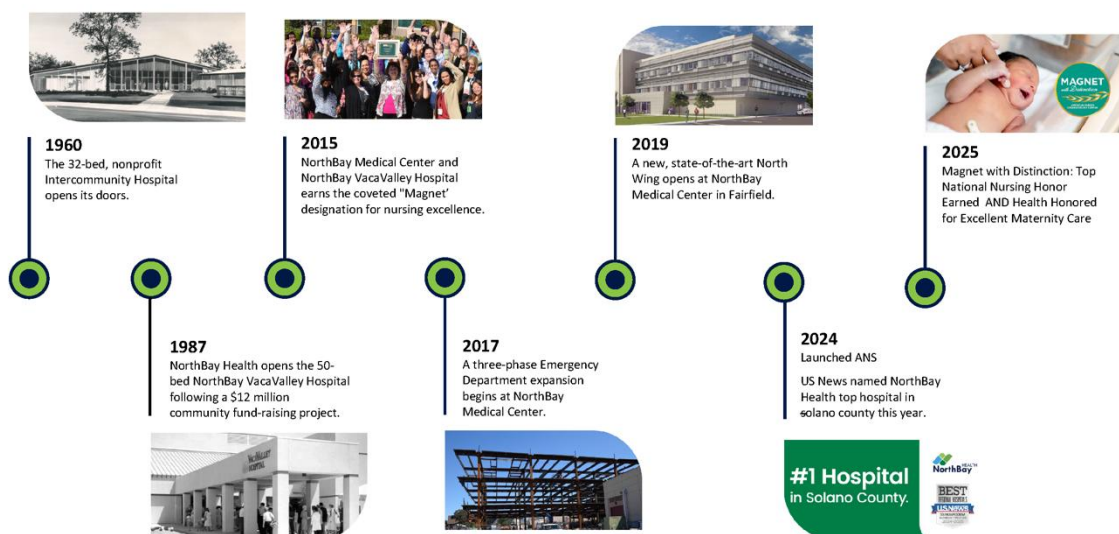 MAGNET
with Distinction
1960
The 32-bed, nonprofit
Intercommunity Hospital
opens its doors.
2015
NorthBay Medical Center and
NorthBay VacaValley Hospital
earns the coveted "Magnet’
designation for nursing excellence.
2019
A new, state-of-the-art North
Wing opens at NorthBay
Medical Center in Fairfield.
2025
Magnet with Distinction: Top
National Nursing Honor
Earned AND Health Honored
for Excellent Maternity Care
1987
NorthBay Health opens the 50-
bed NorthBay VacaValley Hospital
following a $12 million
community fund-raising project.
2017
A three-phase Emergency
Department expansion
begins at NorthBay
Medical Center.
2024
Launched ANS
US News named NorthBay
Health top hospital in
solano county this year.
VACAVALLEY
HOSPITAL
#1 Hospital
in Solano County.
NorthBay HEALTH
BEST
U.S.News